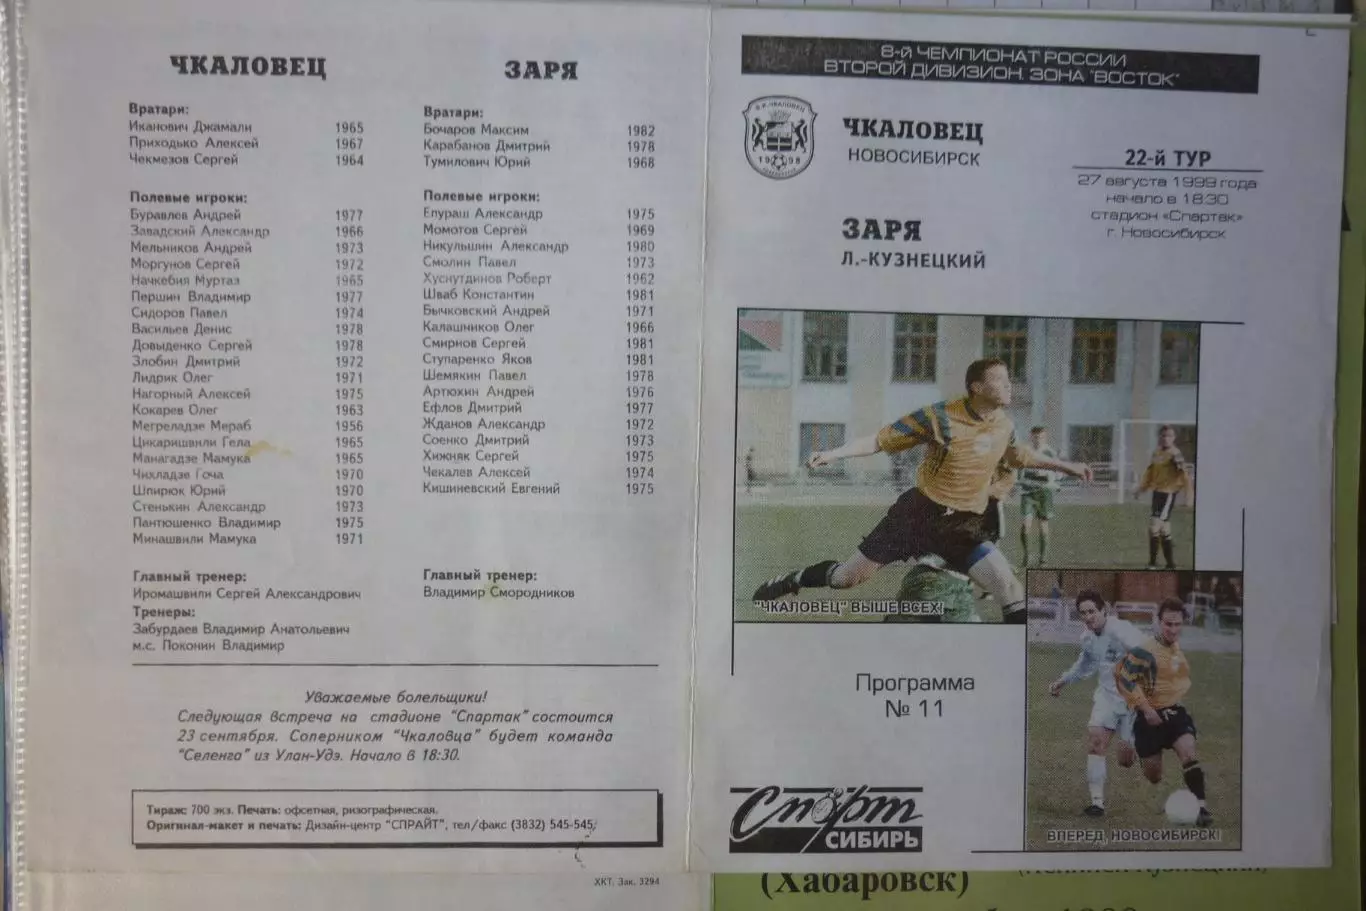 ЧКАЛОВЕЦ
Вратари:
Иканович Джамали 1965
Приходько Алексей 1967
Чекмезов Сергей 1964
Полевые игроки:
Буравлев Андрей 1977
Завадский Александр 1966
Мельников Андрей 1973
Моргунов Сергей 1972
Начкебия Муртаз 1965
Першин Владимир 1977
Сидоров Павел 1974
Васильев Денис 1978
Довыденко Сергей 1978
Злобин Дмитрий 1972
Лидрик Олег 1971
Нагорный Алексей 1975
Кокарев Олег 1963
Мегреладзе Мераб 1956
Цикаришвили Гела 1965
Манагадзе Мамука 1965
Чихладзе Гоча 1970
Шпирюк Юрий 1970
Стенькин Александр 1973
Пантюшенко Владимир 1975
Минашвили Мамука 1971
Главный тренер:
Иромашвили Сергей Александрович
Тренеры:
Забурдаев Владимир Анатольевич
м.с. Поконин Владимир
ЗАРЯ
Вратари:
Бочаров Максим 1982
Карабанов Дмитрий 1978
Тумилович Юрий 1968
Полевые игроки:
Епураш Александр 1975
Момотов Сергей 1969
Никульшин Александр 1980
Смолин Павел 1973
Хуснутдинов Роберт 1962
Шваб Константин 1981
Бычковский Андрей 1971
Калашников Олег 1966
Смирнов Сергей 1981
Ступаренко Яков 1981
Шемякин Павел 1978
Артюхин Андрей 1976
Ефлов Дмитрий 1977
Жданов Александр 1972
Соенко Дмитрий 1973
Хижняк Сергей 1975
Чекалев Алексей 1974
Кишиневский Евгений 1975
Главный тренер:
Владимир Смородников
Уважаемые болельщики!
Следующая встреча на стадионе "Спартак" состоится
23 сентября. Соперником "Чкаловца" будет команда
"Селенга" из Улан-Удэ. Начало в 18:30.
Тираж: 700 экз. Печать: офсетная, ризографическая.
Оригинал-макет и печать: Дизайн-центр "СПРАЙТ", тел/факс (3832) 545-545
ХКТ. Зак. 3294
8-й ЧЕМПИОНАТ РОССИИ
ВТОРОЙ ДИВИЗИОН. ЗОНА "ВОСТОК"
19 98
ЧКАЛОВЕЦ
НОВОСИБИРСК
ЗАРЯ
Л.-КУЗНЕЦКИЙ
22-й ТУР
27 августа 1999 года
начало в 18:30
стадион «Спартак»
г. Новосибирск
"ЧКАЛОВЕЦ" ВЫШЕ ВСЕХ!
Программа
№ 11
Спорт
СИБИРЬ
ВПЕРЕД, НОВОСИБИРСК!
(Хабаровск)